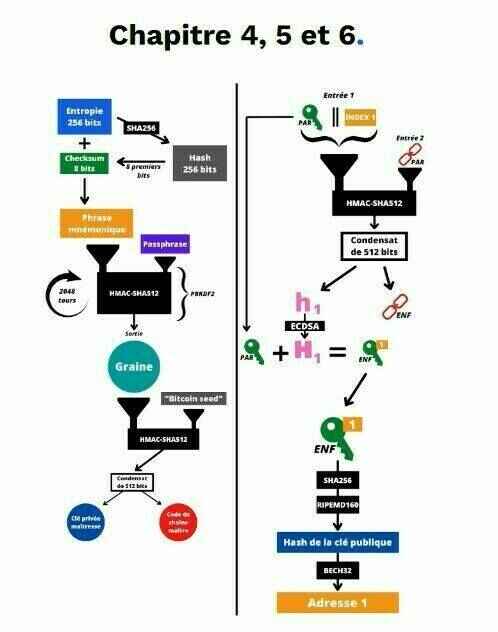 Chapitre 4, 5 et 6.
Entropie
256 bits
SHA256
+
Checksum
8 bits
8 premiers
bits
Hash
256 bits
Phrase
mnémonique
Passphrase
2048
tours
HMAC-SHA512
PBKDF2
Sortie
Graine
"Bitcoin seed"
HMAC-SHA512
Condensat
de 512 bits
Clé privée
maîtresse
Code de
chaîne
maître
Entrée 1
PAR
||
INDEX 1
Entrée 2
PAR
HMAC-SHA512
Condensat
de 512 bits
h1
ENF
ECDSA
PAR + H1 = ENF 1
1
ENF
SHA256
RIPEMD160
Hash de la clé publique
BECH32
Adresse 1